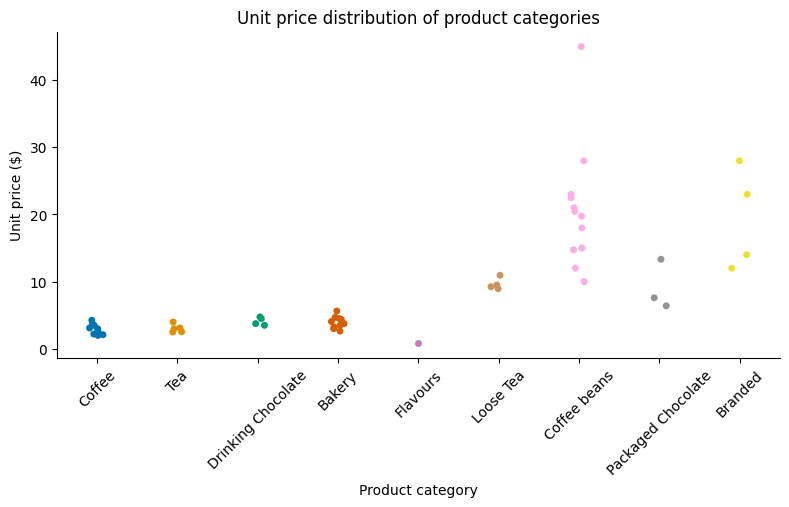 Unit price distribution of product categories
Unit price ($)
40
30
20
10
0
Coffee
Tea
Drinking Chocolate
Bakery
Flavours
Loose Tea
Coffee beans
Packaged Chocolate
Branded
Product category